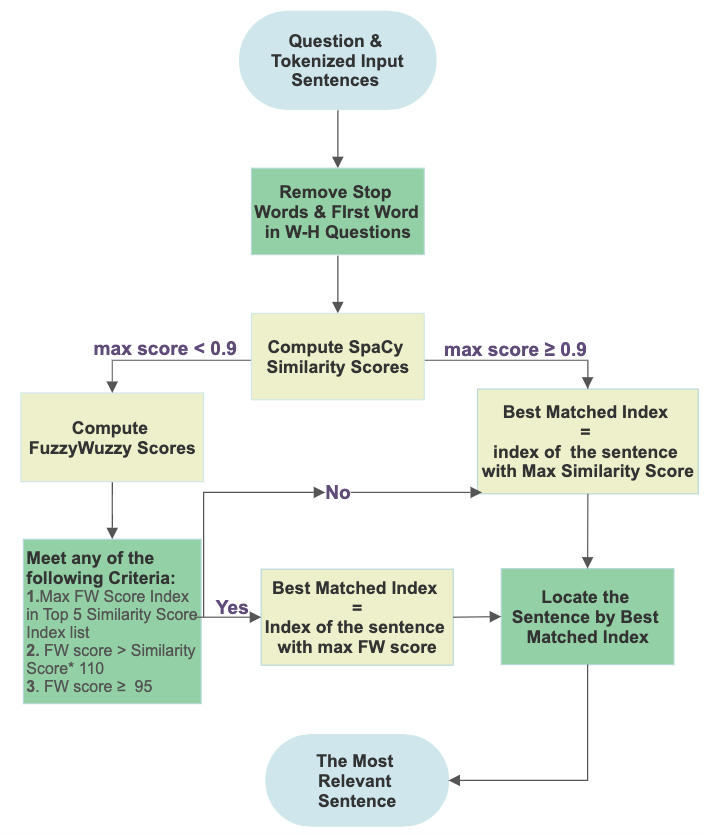 Question &
Tokenized Input
Sentences
Remove Stop
Words & FIrst Word
in W-H Questions
max score < 0.9
Compute SpaCy
Similarity Scores
max score ≥ 0.9
Compute
FuzzyWuzzy Scores
Best Matched Index
=
index of the sentence
with Max Similarity Score
No
Meet any of the
following Criteria:
1.Max FW Score Index
in Top 5 Similarity Score
Index list
2. FW score > Similarity
Score* 110
3. FW score ≥ 95
Yes
Best Matched Index
=
Index of the sentence
with max FW score
Locate the
Sentence by Best
Matched Index
The Most
Relevant
Sentence